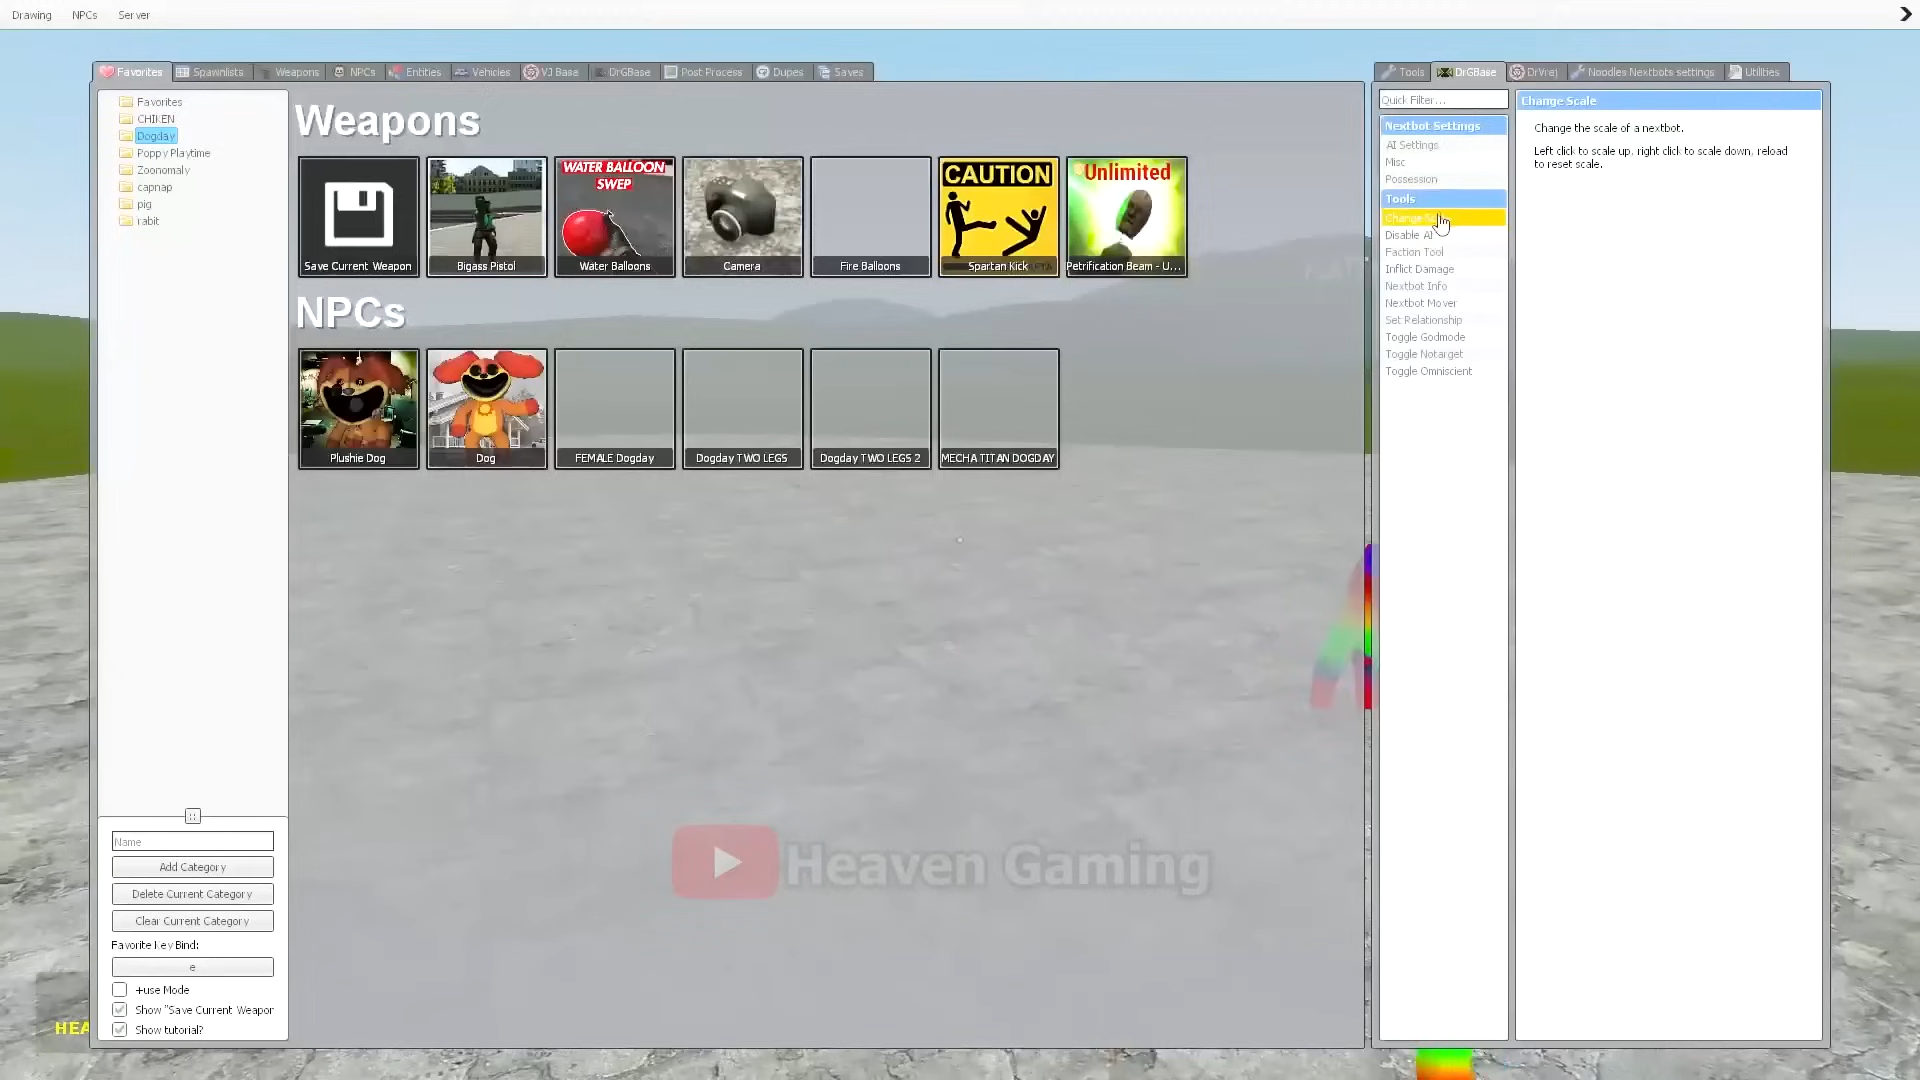 Drawing NPCs Server
Favorites Spawnlists Weapons NPCs Entities Vehicles VJ Base DrGBase Post Process Dupes Saves
Favorites
CHIKEN
Dogday
Poppy Playtime
Zoonomaly
capnap
pig
rabit
Weapons
WATER BALLOON
SWEP
CAUTION
Unlimited
Save Current Weapon
Bigass Pistol
Water Balloons
Camera
Fire Balloons
Spartan Kick
Petrification Beam - U...
NPCs
Plushie Dog
Dog
FEMALE Dogday
Dogday TWO LEGS
Dogday TWO LEGS 2
MECHA TITAN DOGDAY
Heaven Gaming
Name
Add Category
Delete Current Category
Clear Current Category
Favorite Key Bind:
e
+use Mode
Show "Save Current Weapor
Show tutorial?
HEA
Tools DrGBase DrVrej Noodles Nextbots settings Utilities
Quick Filter...
Nextbot Settings
AI Settings
Misc
Possession
Tools
Change
Disable AI
Faction Tool
Inflict Damage
Nextbot Info
Nextbot Mover
Set Relationship
Toggle Godmode
Toggle Notarget
Toggle Omniscient
Change Scale
Change the scale of a nextbot.
Left click to scale up, right click to scale down, reload
to reset scale.